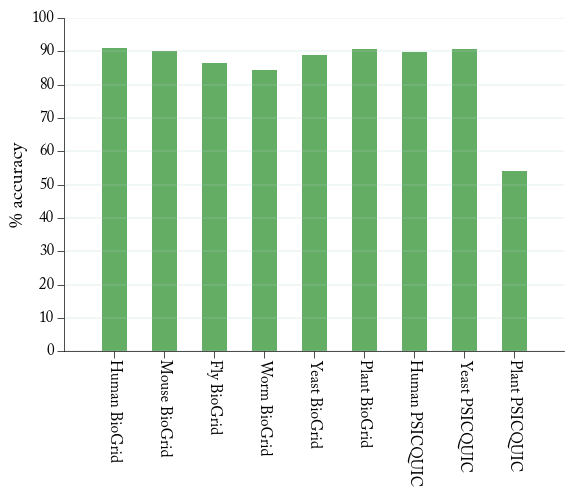 100
90
80
70
60
50
40
30
20
10
0
% accuracy
Human BioGrid
Mouse BioGrid
Fly BioGrid
Worm BioGrid
Yeast BioGrid
Plant BioGrid
Human PSICQUIC
Yeast PSICQUIC
Plant PSICQUIC